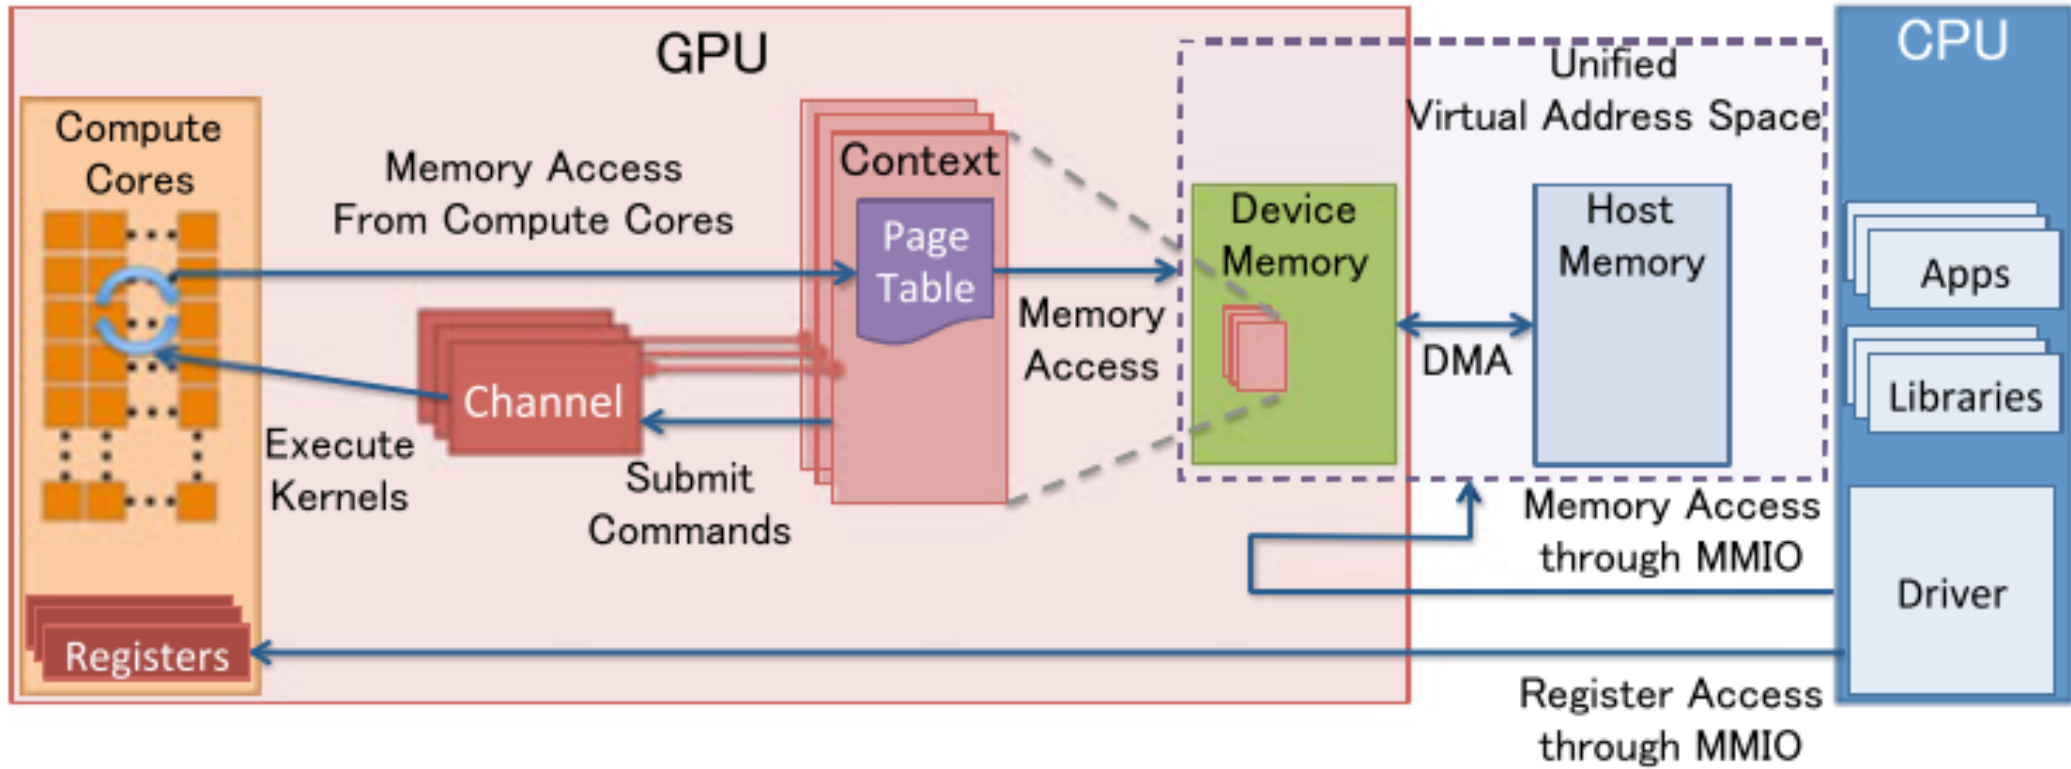 GPU
CPU
Unified
Virtual Address Space
Compute
Cores
Memory Access
From Compute Cores
Context
Page
Table
Device
Memory
Host
Memory
Memory
Access
DMA
Apps
Libraries
Channel
Execute
Kernels
Submit
Commands
Memory Access
through MMIO
Driver
Registers
Register Access
through MMIO